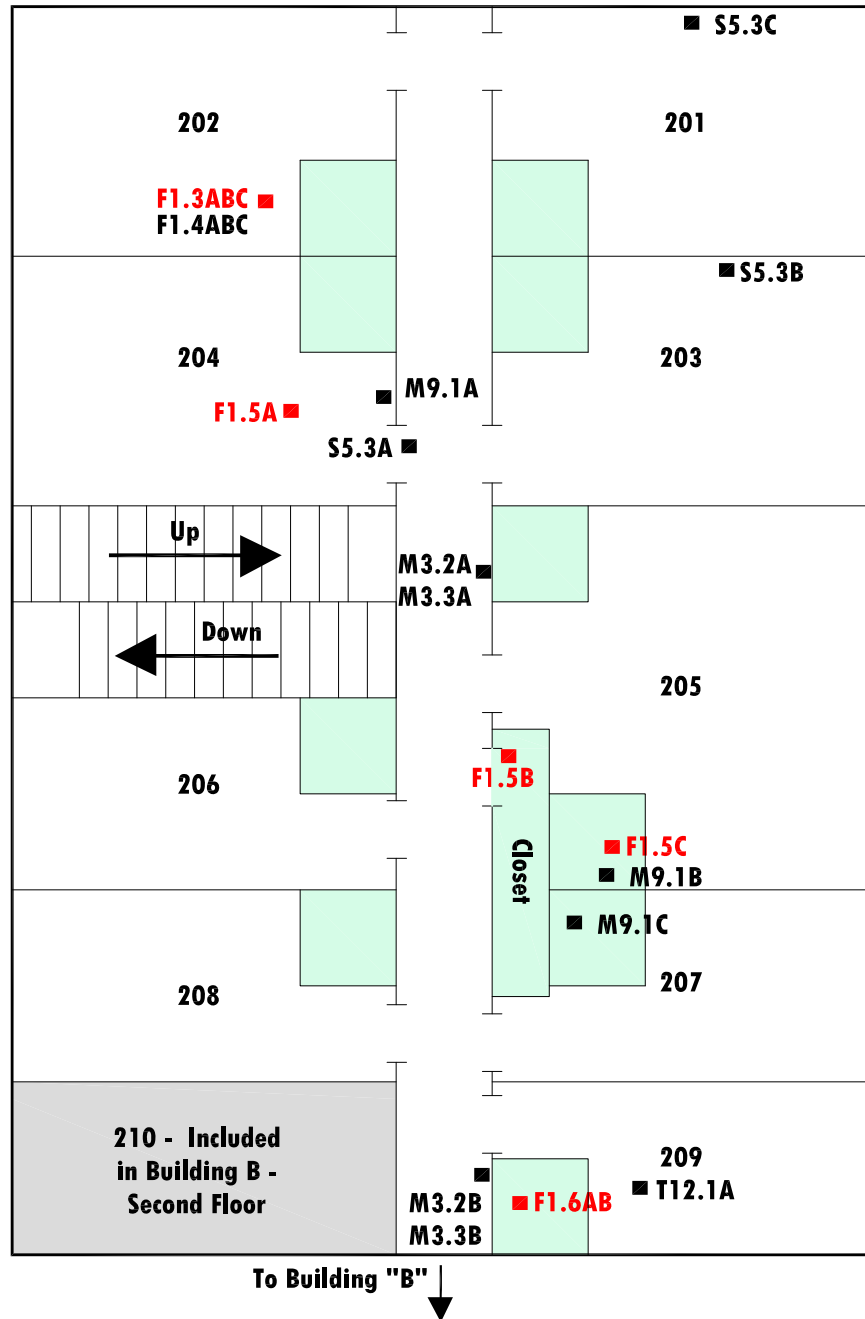 S5.3C
202
201
F1.3ABC
F1.4ABC
S5.3B
204
203
M9.1A
F1.5A
S5.3A
Up
M3.2A
M3.3A
Down
205
206
F1.5B
Closet
F1.5C
M9.1B
M9.1C
208
207
210 - Included
in Building B -
Second Floor
209
T12.1A
M3.2B
M3.3B
F1.6AB
To Building "B"